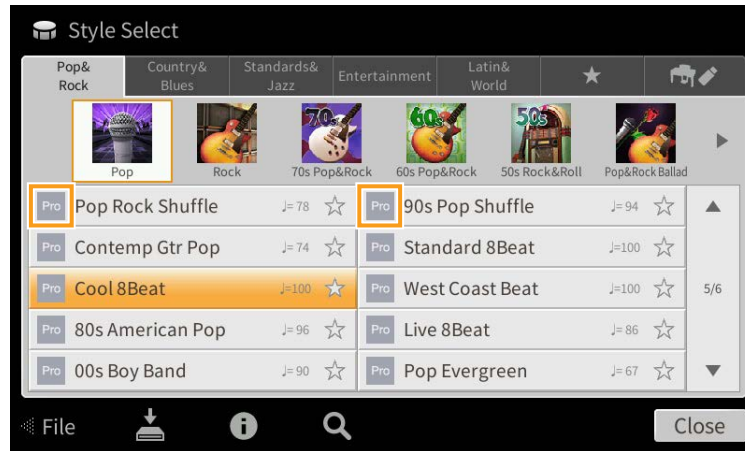 Style Select
Pop&
Rock
Country&
Blues
Standards&
Jazz
Entertainment
Latin&
World
70s
60s
50s
Pop
Rock
70s Pop&Rock
60s Pop&Rock
50s Rock&Roll
Pop&Rock Ballad
Pro Pop Rock Shuffle ♩= 78
Pro 90s Pop Shuffle ♩= 94
Pro Contemp Gtr Pop ♩= 74
Pro Standard 8Beat ♩=100
Pro Cool 8Beat ♩=100
Pro West Coast Beat ♩=100
5/6
Pro 80s American Pop ♩= 96
Pro Live 8Beat ♩= 86
Pro 00s Boy Band ♩= 90
Pro Pop Evergreen ♩= 67
File
Close